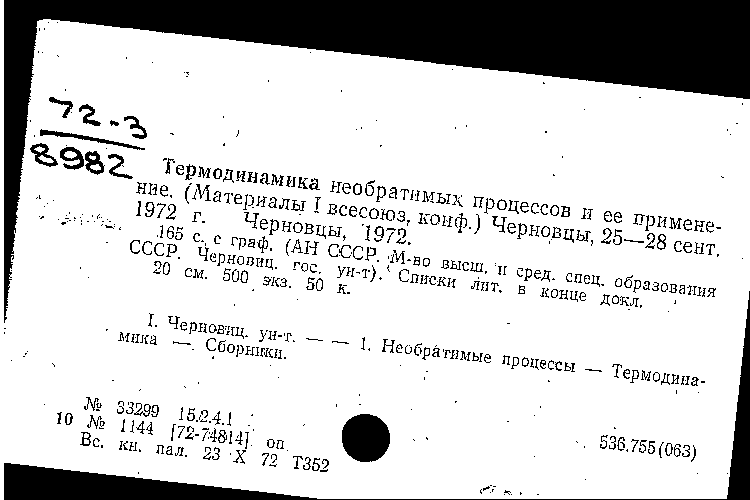 72-3
8982
Термодинамика необратимых процессов и ее примене-
ние. (Материалы I всесоюз, конф.) Черновцы, 25—28 сент.
1972 г. Черновцы, 1972.
165 с. с граф. (АН СССР. М-во высш. и сред. спец. образования
СССР. Черновиц. гос. ун-т). Списки лит. в конце докл.
20 см. 500 экз. 50 к.
I. Черновиц. ун-т. — — 1. Необратимые процессы — Термодина-
мика — Сборники.
№ 33299 15.2.4.1
10 № 1144 [72-74814] оп
Вс. кн. пал. 23 X 72 Т352
536.755(063)